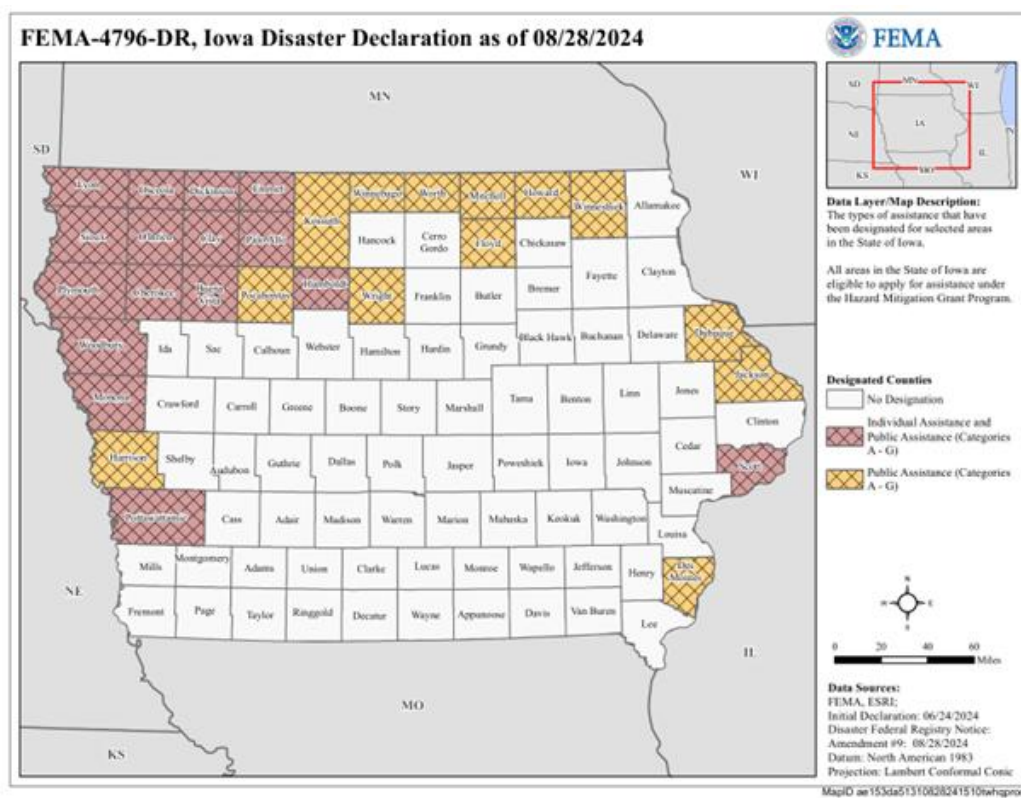 FEMA-4796-DR, Iowa Disaster Declaration as of 08/28/2024
FEMA
MN
SD
WI
NE
IL
MO
KS
Lyon Osceola Dickinson Emmet Kossuth Winnebago Worth Mitchell Howard Winneshiek Allamakee
Sioux O'Brien Clay Palo Alto Hancock Cerro Gordo Floyd Chickasaw
Fayette Clayton
Plymouth Cherokee Buena Vista Pocahontas Humboldt Wright Franklin Butler Bremer
Woodbury Ida Sac Calhoun Webster Hamilton Hardin Grundy Black Hawk Buchanan Delaware Dubuque
Jackson
Monona Crawford Carroll Greene Boone Story Marshall Tama Benton Linn Jones
Clinton
Harrison Shelby Audubon Guthrie Dallas Polk Jasper Poweshiek Iowa Johnson Cedar Scott
Muscatine
Pottawattamie Cass Adair Madison Warren Marion Mahaska Keokuk Washington Louisa
Mills Montgomery Adams Union Clarke Lucas Monroe Wapello Jefferson Henry Des Moines
Fremont Page Taylor Ringgold Decatur Wayne Appanoose Davis Van Buren Lee
SD
MN
WI
IA
IL
KS
MO
Data Layer/Map Description:
The types of assistance that have
been designated for selected areas
in the State of Iowa.
All areas in the State of Iowa are
eligible to apply for assistance under
the Hazard Mitigation Grant Program.
Designated Counties
No Designation
Individual Assistance and
Public Assistance (Categories
A - G)
Public Assistance (Categories
A - G)
N
W
E
S
0 20 40 60
Miles
Data Sources:
FEMA, ESRI;
Initial Declaration: 06/24/2024
Disaster Federal Registry Notice:
Amendment #9: 08/28/2024
Datum: North American 1983
Projection: Lambert Conformal Conic